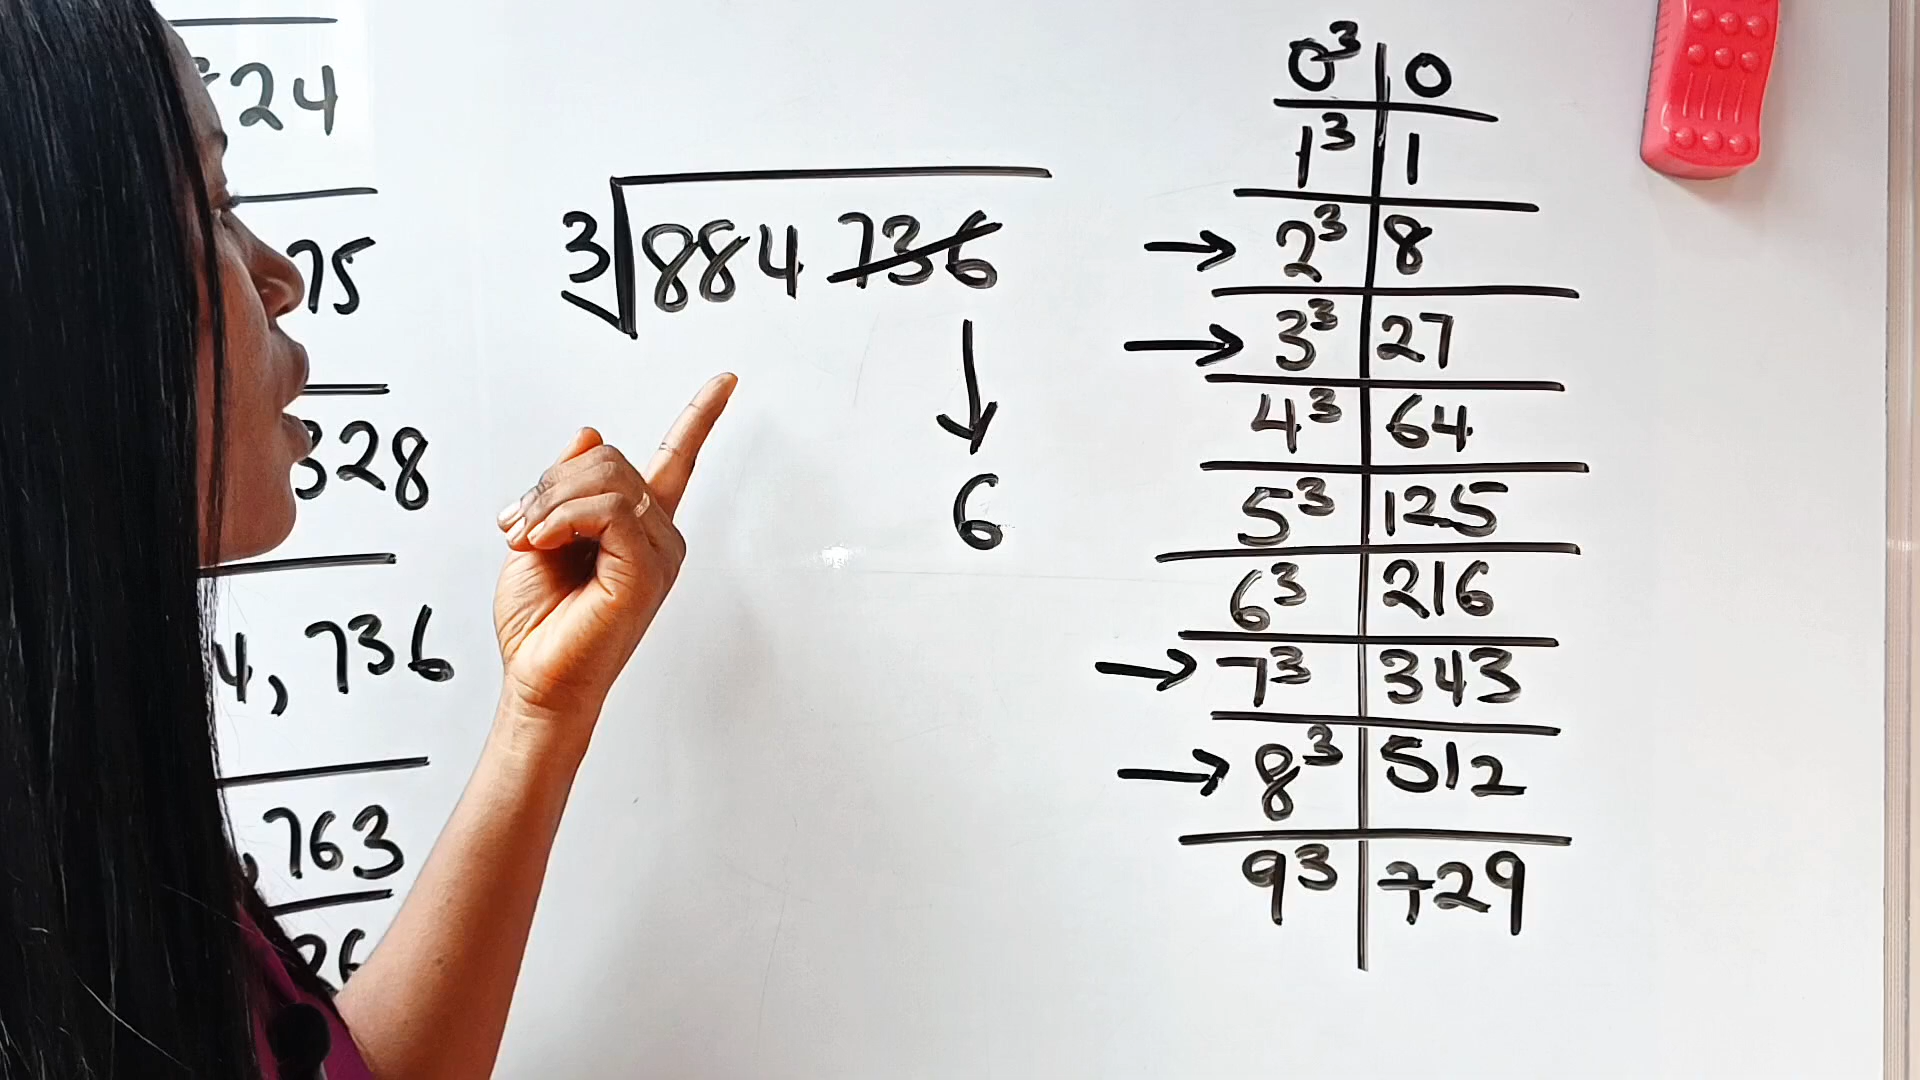 24
75
328
4, 736
,763
26
3√884 736
6
0³ | 0
1³ | 1
→ 2³ | 8
→ 3³ | 27
4³ | 64
5³ | 125
6³ | 216
→ 7³ | 343
→ 8³ | 512
9³ | 729